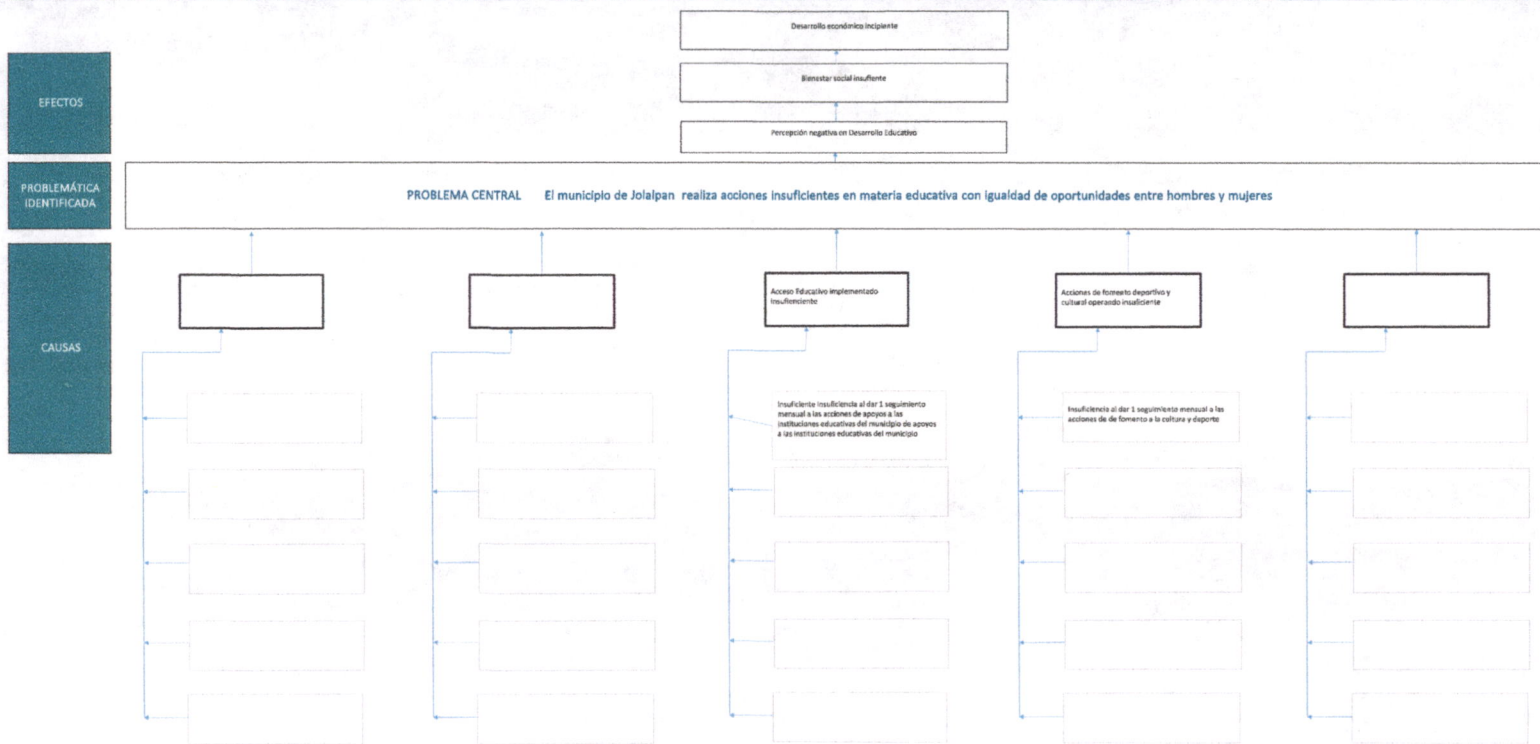 Desarrollo económico incipiente
EFECTOS
Bienestar social insufiente
Percepción negativa en Desarrollo Educativo
PROBLEMÁTICA
IDENTIFICADA
PROBLEMA CENTRAL El municipio de Jolalpan realiza acciones insuficientes en materia educativa con igualdad de oportunidades entre hombres y mujeres
CAUSAS
Acceso Educativo implementado
insufienciente
Acciones de fomento deportivo y
cultural operando insuficiente
Insuficiente insuficiencia al dar 1 seguimiento
mensual a las acciones de apoyos a las
instituciones educativas del municipio de apoyos
a las instituciones educativas del municipio
Insuficiencia al dar 1 seguimiento mensual a las
acciones de de fomento a la cultura y deporte